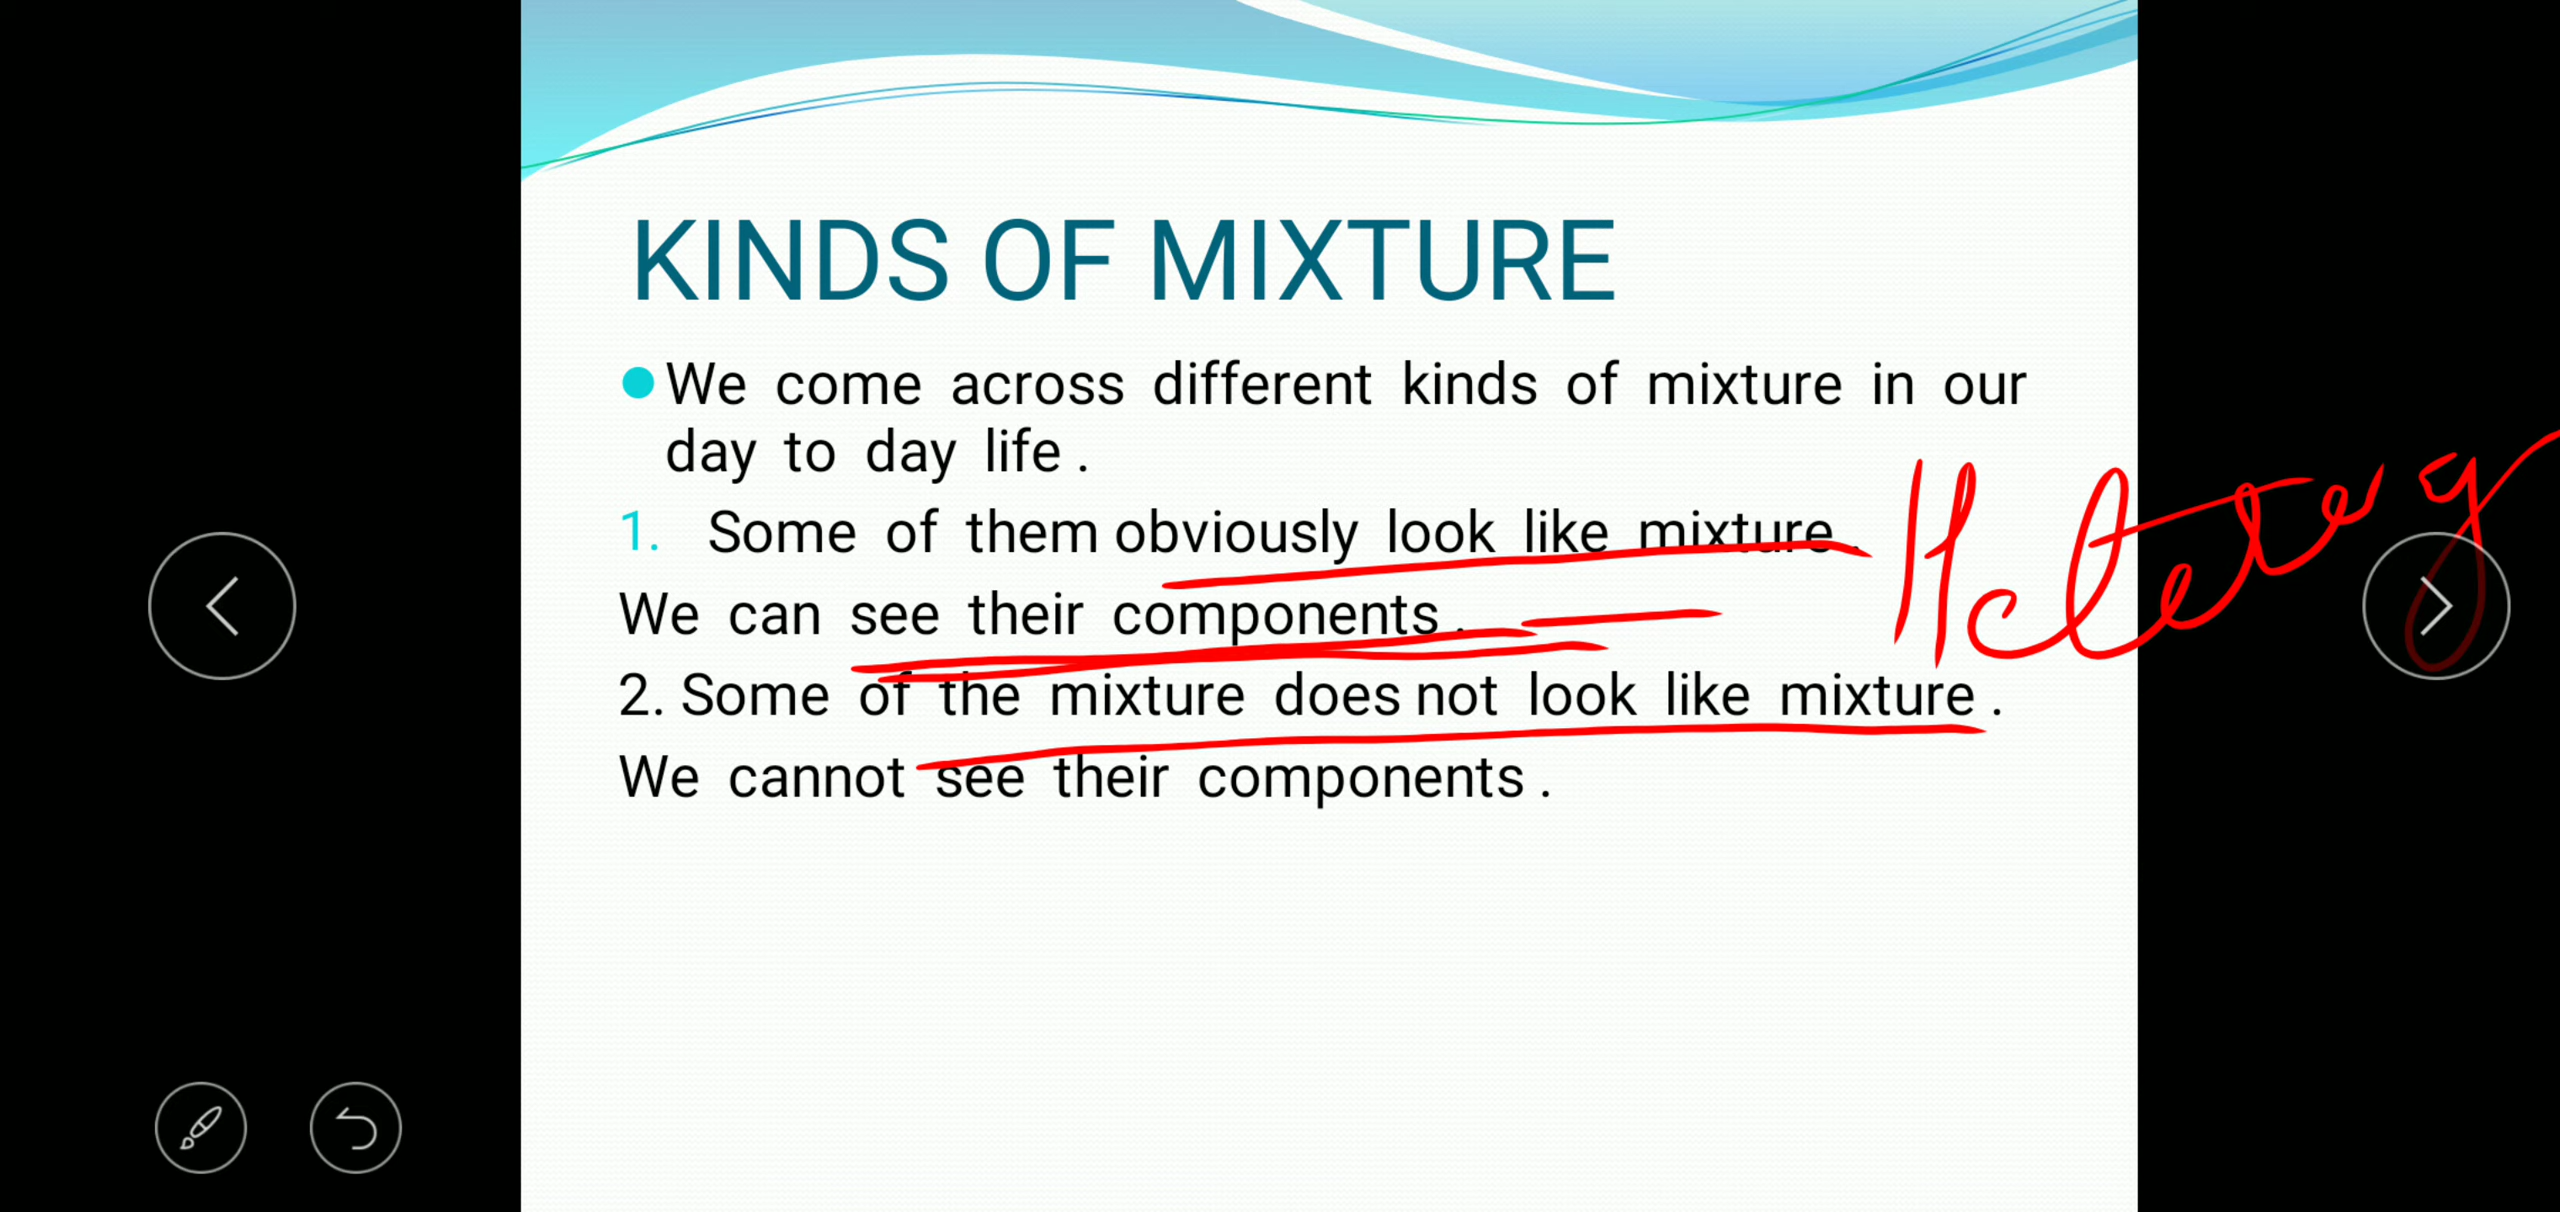 KINDS OF MIXTURE
We come across different kinds of mixture in our
day to day life .
1. Some of them obviously look like mixture .
We can see their components .
2. Some of the mixture does not look like mixture .
We cannot see their components .